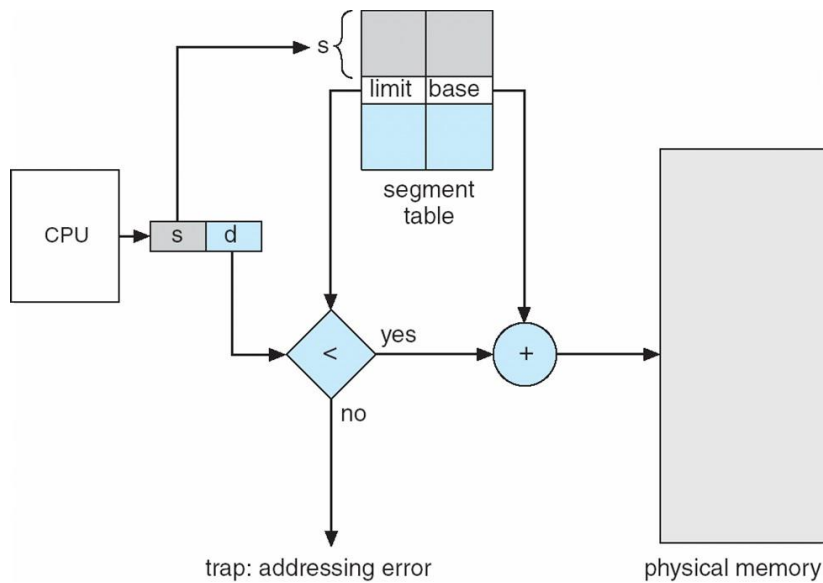 s
limit base
segment
table
CPU
s d
<
yes
+
no
trap: addressing error
physical memory